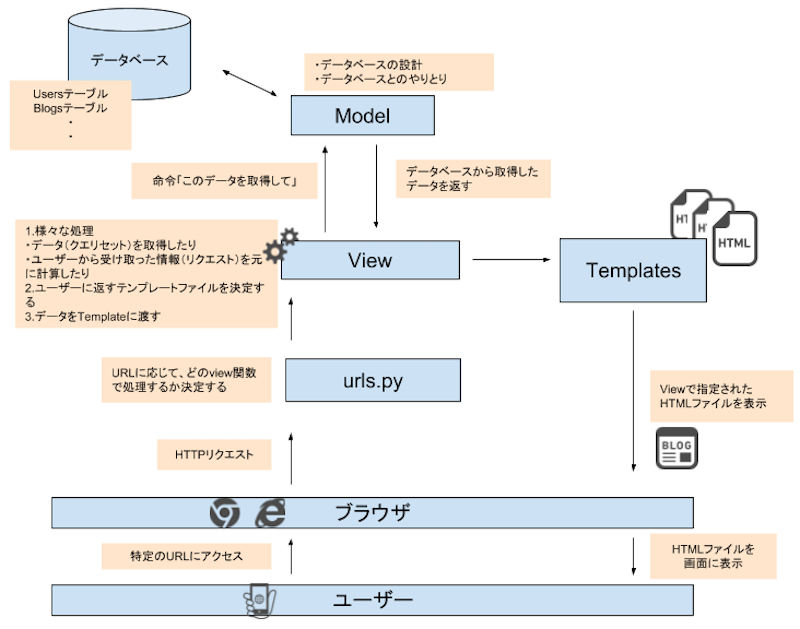 データベース
Usersテーブル
Blogsテーブル
・
・
・データベースの設計
・データベースとのやりとり
Model
命令「このデータを取得して」
データベースから取得した
データを返す
1.様々な処理
・データ(クエリセット)を取得したり
・ユーザーから受け取った情報(リクエスト)を元
に計算したり
2.ユーザーに返すテンプレートファイルを決定す
る
3.データをTemplateに渡す
View
HTML
Templates
URLに応じて、どのview関数
で処理するか決定する
urls.py
Viewで指定された
HTMLファイルを表示
BLOG
HTTPリクエスト
ブラウザ
特定のURLにアクセス
HTMLファイルを
画面に表示
ユーザー